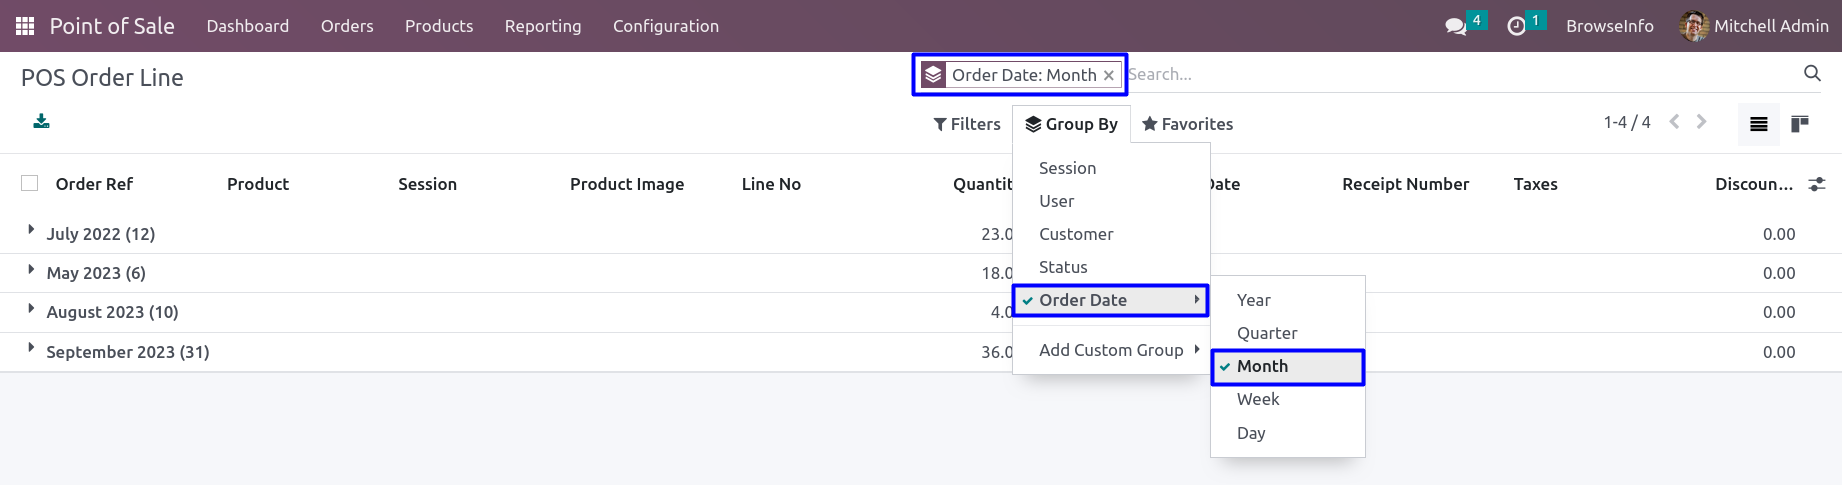 Point of Sale Dashboard Orders Products Reporting Configuration 4 1 BrowseInfo Mitchell Admin
POS Order Line Order Date: Month × Search...
Filters Group By Favorites 1-4 / 4
Order Ref Product Session Product Image Line No Quantit Date Receipt Number Taxes Discoun...
July 2022 (12) 23.0 0.00
May 2023 (6) 18.0 0.00
August 2023 (10) 4.0 0.00
September 2023 (31) 36.0 0.00
Session
User
Customer
Status
Order Date
Add Custom Group
Year
Quarter
Month
Week
Day